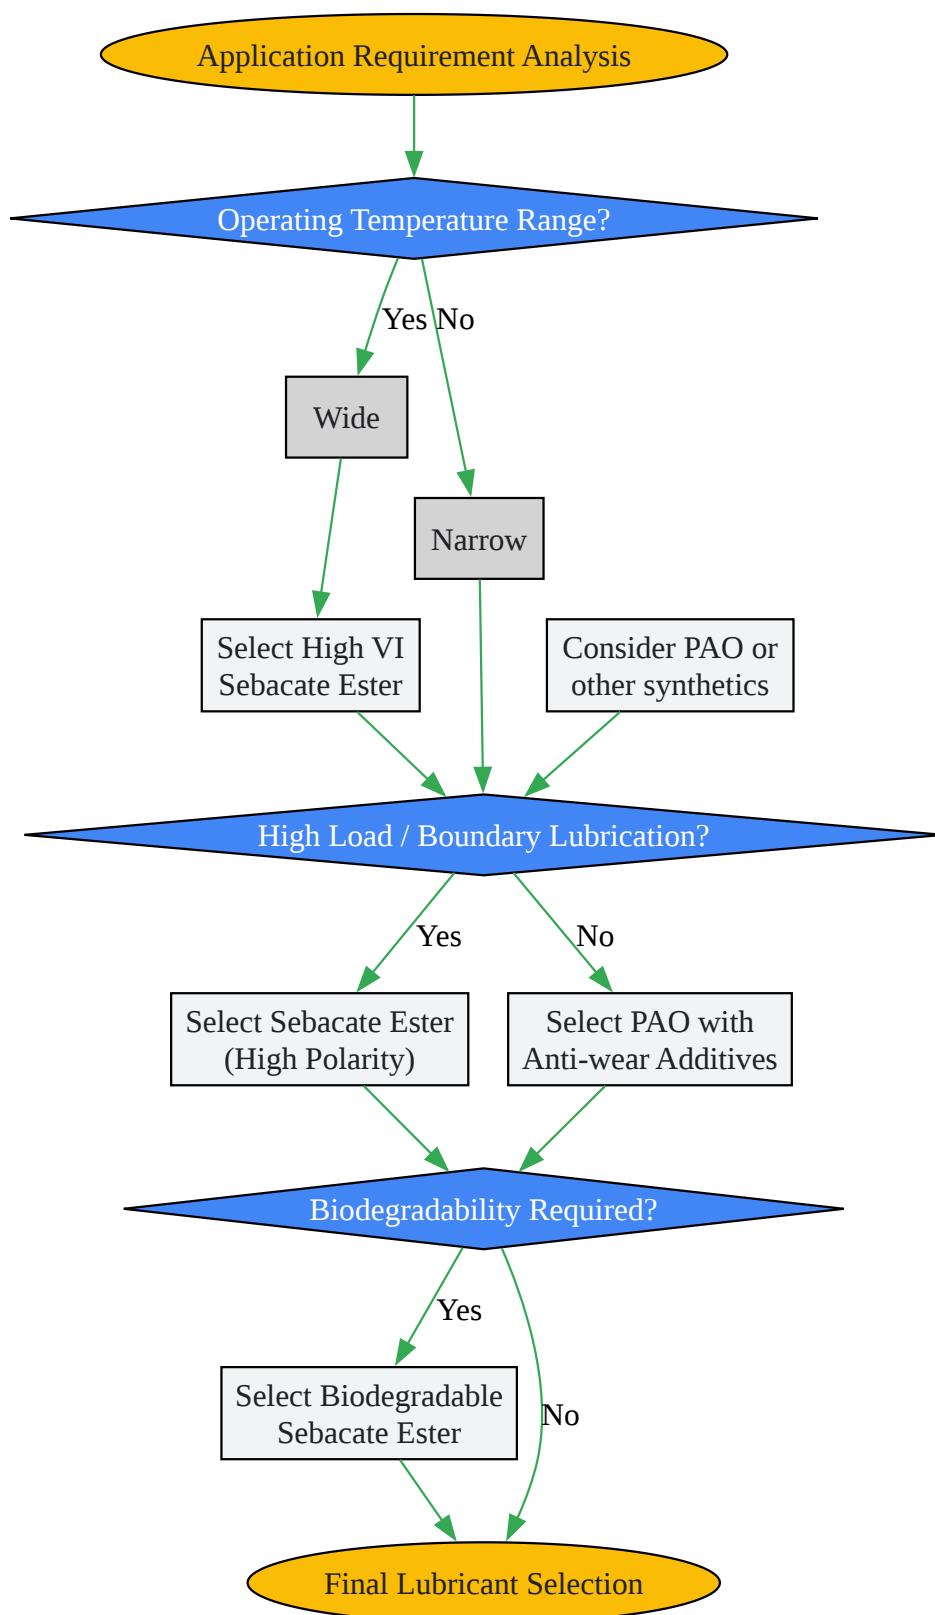 Application Requirement Analysis
Operating Temperature Range?
Yes
No
Wide
Narrow
Select High VI
Sebacate Ester
Consider PAO or
other synthetics
High Load / Boundary Lubrication?
Yes
No
Select Sebacate Ester
(High Polarity)
Select PAO with
Anti-wear Additives
Biodegradability Required?
Yes
Select Biodegradable
Sebacate Ester
No
Final Lubricant Selection